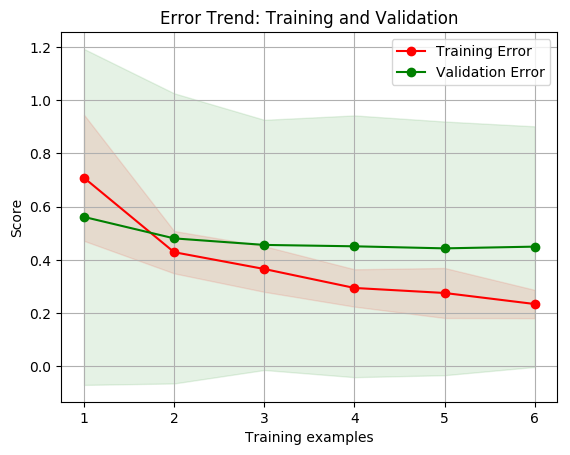 Error Trend: Training and Validation
Training Error
Validation Error
1.2
1.0
0.8
0.6
0.4
0.2
0.0
Score
1 2 3 4 5 6
Training examples